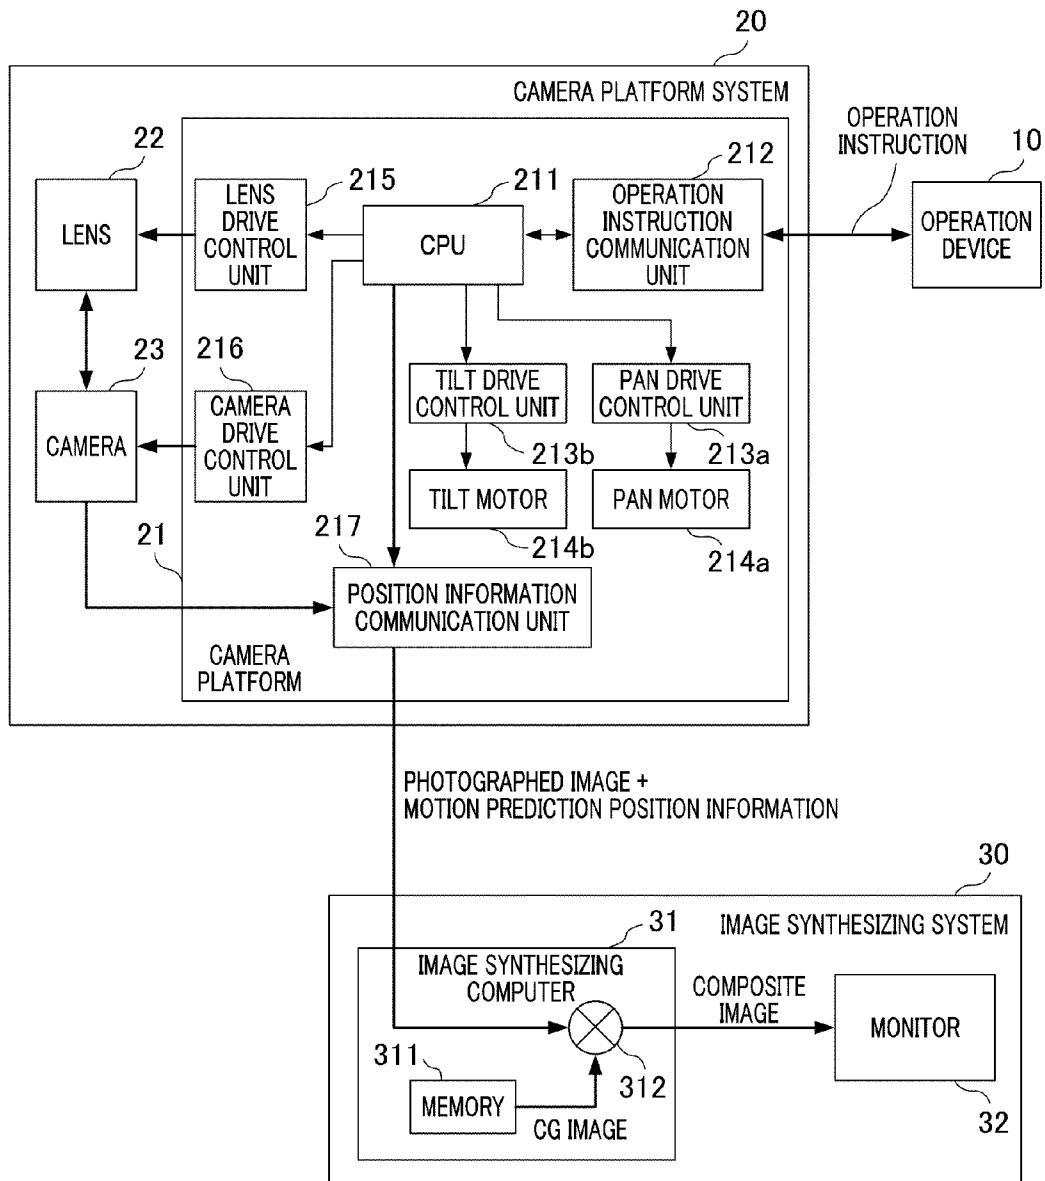 20
CAMERA PLATFORM SYSTEM
OPERATION
INSTRUCTION
10
OPERATION
DEVICE
22
LENS
215
LENS
DRIVE
CONTROL
UNIT
211
CPU
212
OPERATION
INSTRUCTION
COMMUNICATION
UNIT
23
CAMERA
216
CAMERA
DRIVE
CONTROL
UNIT
TILT DRIVE
CONTROL UNIT
213b
PAN DRIVE
CONTROL UNIT
213a
TILT MOTOR
214b
PAN MOTOR
214a
21
217
POSITION INFORMATION
COMMUNICATION UNIT
CAMERA
PLATFORM
PHOTOGRAPHED IMAGE +
MOTION PREDICTION POSITION INFORMATION
30
IMAGE SYNTHESIZING SYSTEM
31
IMAGE SYNTHESIZING
COMPUTER
COMPOSITE
IMAGE
MONITOR
32
311
MEMORY
312
CG IMAGE